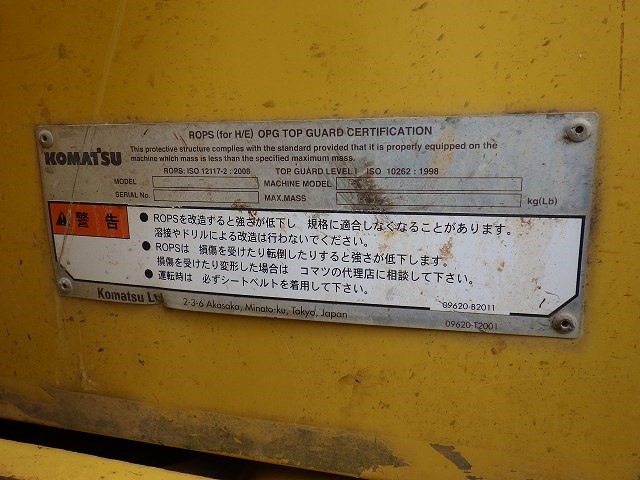 ROPS (for H/E) OPG TOP GUARD CERTIFICATION
KOMATSU
This protective structure complies with the standard provided that it is properly equipped on the
machine which mass is less than the specified maximum mass.
ROPS: ISO 12117-2 : 2008 TOP GUARD LEVEL I ISO 10262 : 1998
MODEL MACHINE MODEL
SERIAL No. MAX.MASS kg(Lb)
警告
● ROPSを改造すると強さが低下し 規格に適合しなくなることがあります。
溶接やドリルによる改造は行わないでください。
● ROPSは 損傷を受けたり転倒したりすると強さが低下します。
損傷を受けたり変形した場合は コマツの代理店に相談して下さい。
● 運転時は 必ずシートベルトを着用して下さい。
09620-B2011
Komatsu Ltd. 2-3-6 Akasaka, Minato-ku, Tokyo, Japan
09620-T2001